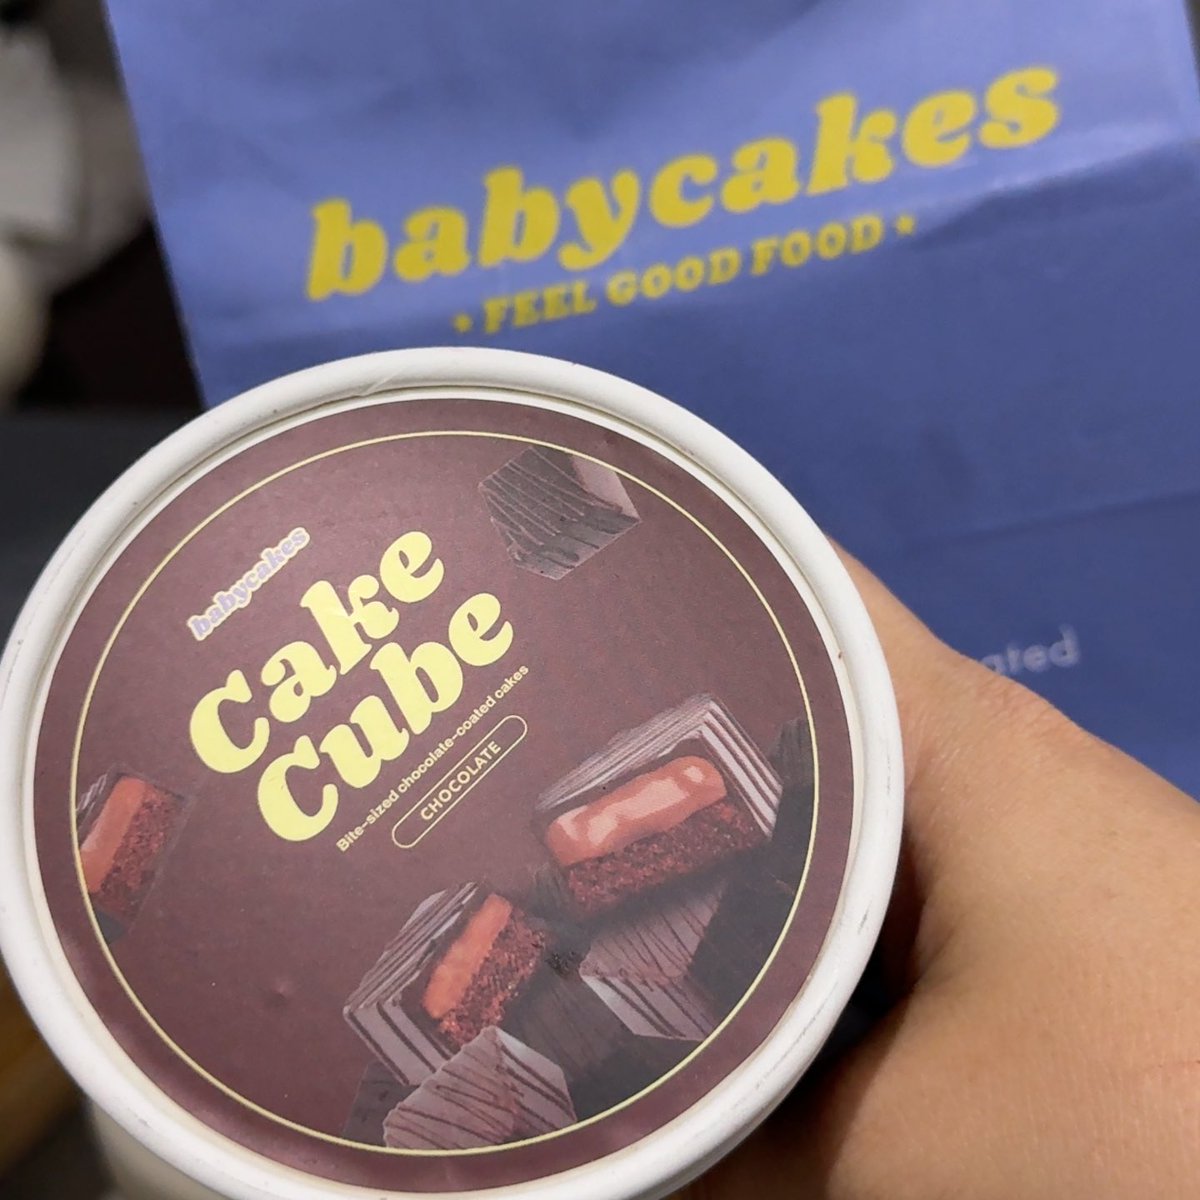 babycakes
FEEL GOOD FOOD
babycakes
Cake
Cube
Bite-sized chocolate-coated cakes
CHOCOLATE